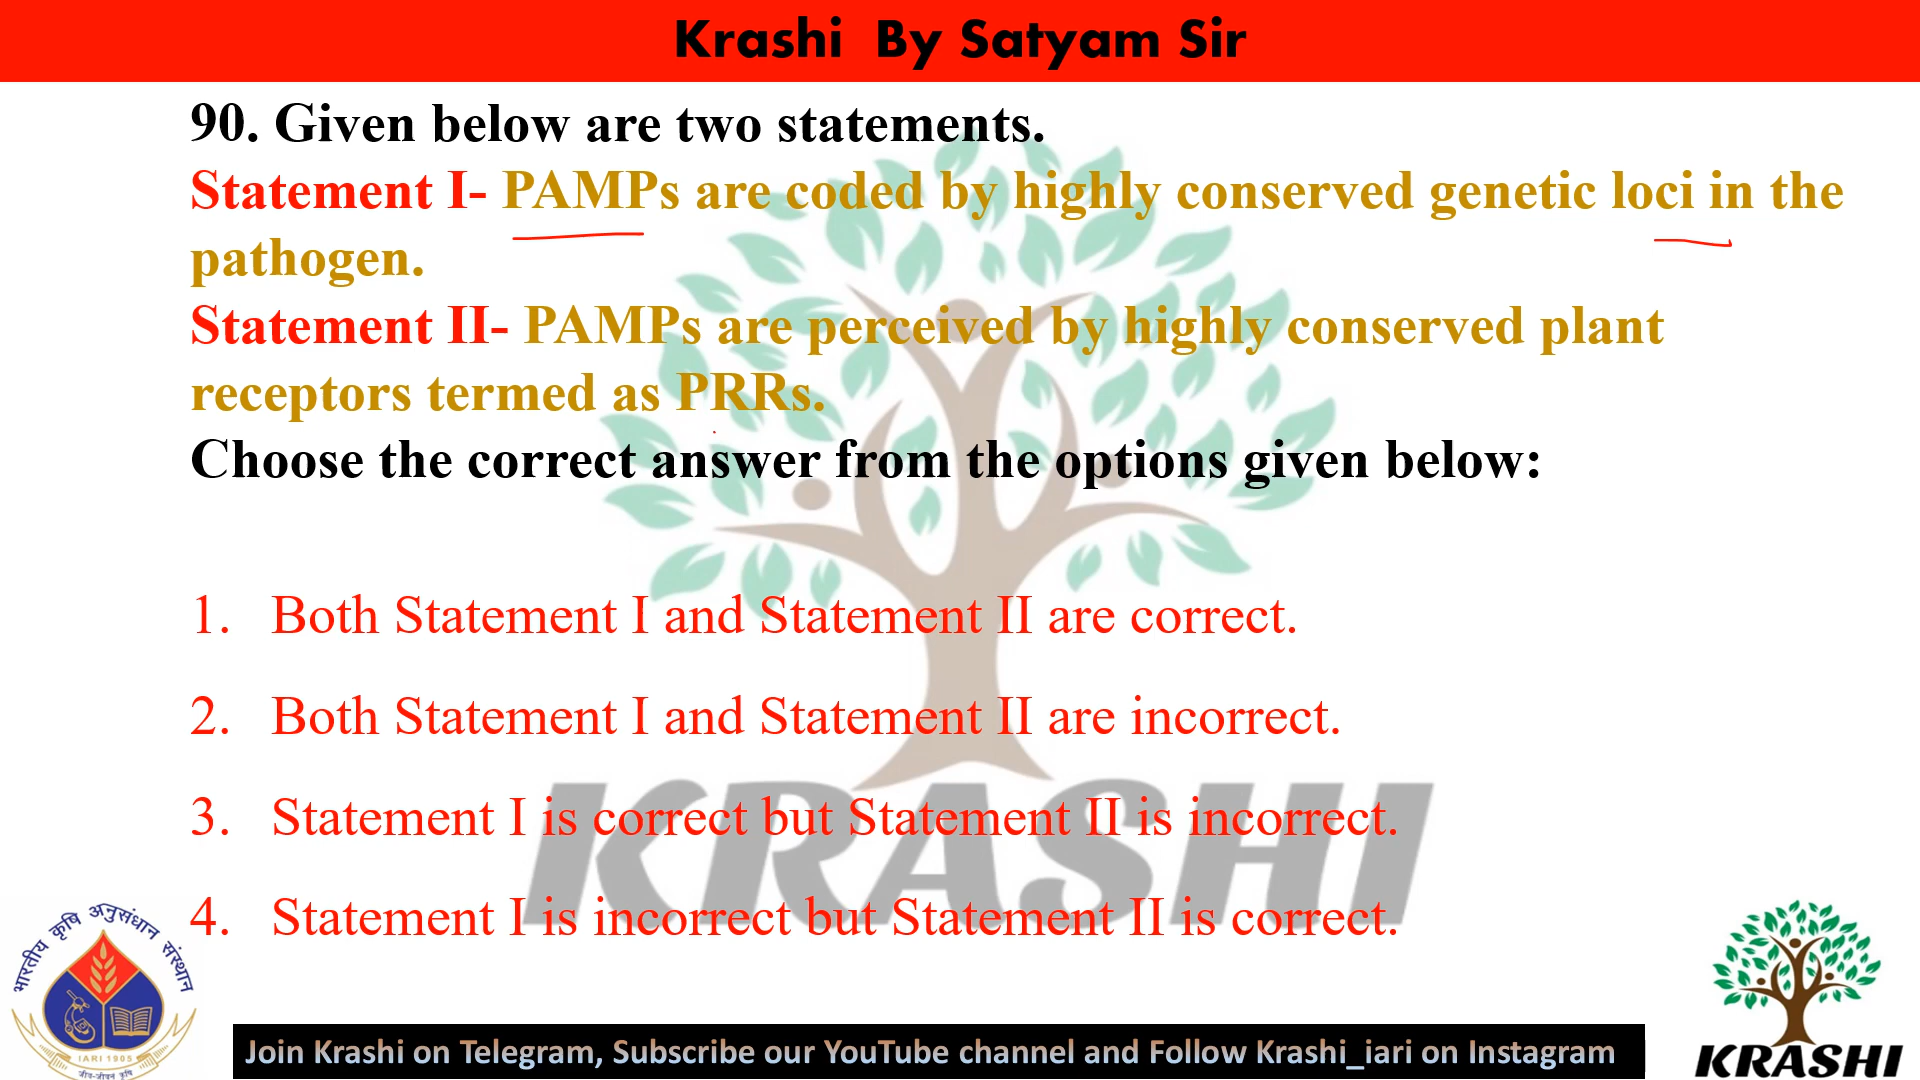 Krashi By Satyam Sir
90. Given below are two statements.
Statement I- PAMPs are coded by highly conserved genetic loci in the
pathogen.
Statement II- PAMPs are perceived by highly conserved plant
receptors termed as PRRs.
Choose the correct answer from the options given below:
1. Both Statement I and Statement II are correct.
2. Both Statement I and Statement II are incorrect.
3. Statement I is correct but Statement II is incorrect.
4. Statement I is incorrect but Statement II is correct.
KRASHI
भारतीय कृषि अनुसंधान संस्थान
IARI 1905
Join Krashi on Telegram, Subscribe our YouTube channel and Follow Krashi_iari on Instagram
KRASHI